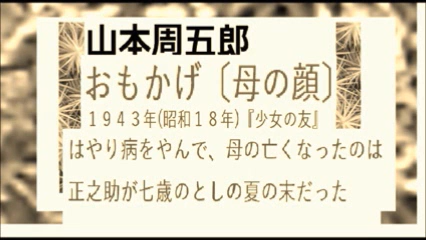 山本周五郎
おもかげ〔母の顔〕
１９４３年(昭和１８年)『少女の友』
はやり病をやんで、母の亡くなったのは
正之助が七歳のとしの夏の末だった